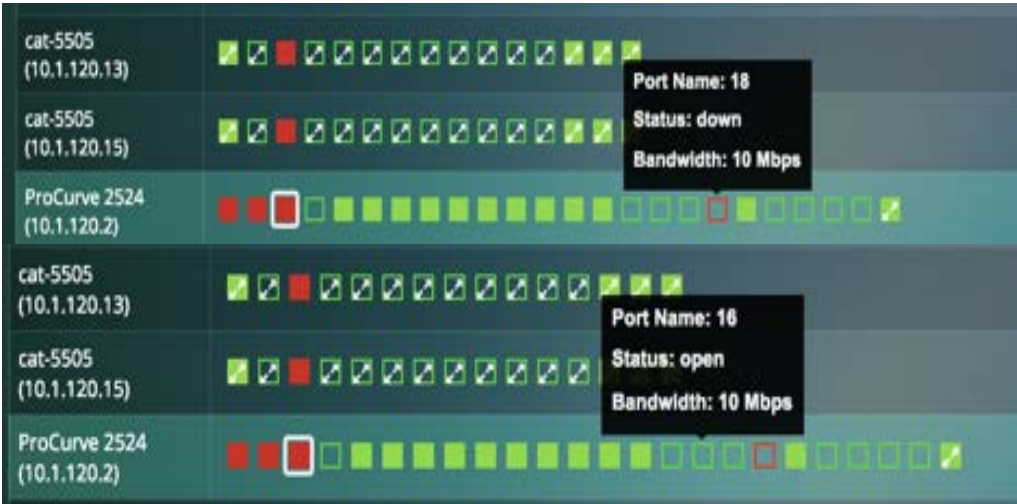 cat-5505
(10.1.120.13)
Port Name: 18
cat-5505
(10.1.120.15)
Status: down
Bandwidth: 10 Mbps
ProCurve 2524
(10.1.120.2)
cat-5505
(10.1.120.13)
Port Name: 16
cat-5505
(10.1.120.15)
Status: open
Bandwidth: 10 Mbps
ProCurve 2524
(10.1.120.2)